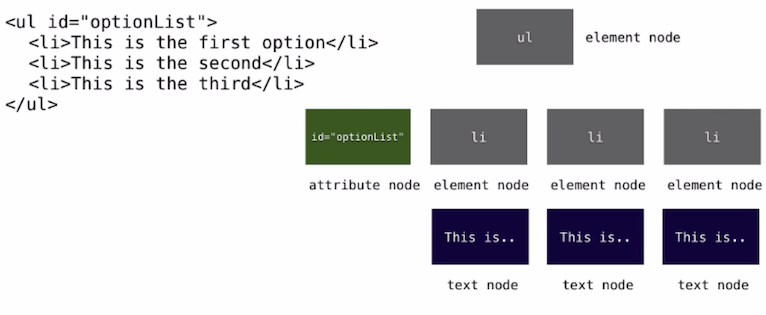 <ul id="optionList">
  <li>This is the first option</li>
  <li>This is the second</li>
  <li>This is the third</li>
</ul>
ul
element node
id="optionList"
li
li
li
attribute node
element node
element node
element node
This is..
This is..
This is..
text node
text node
text node